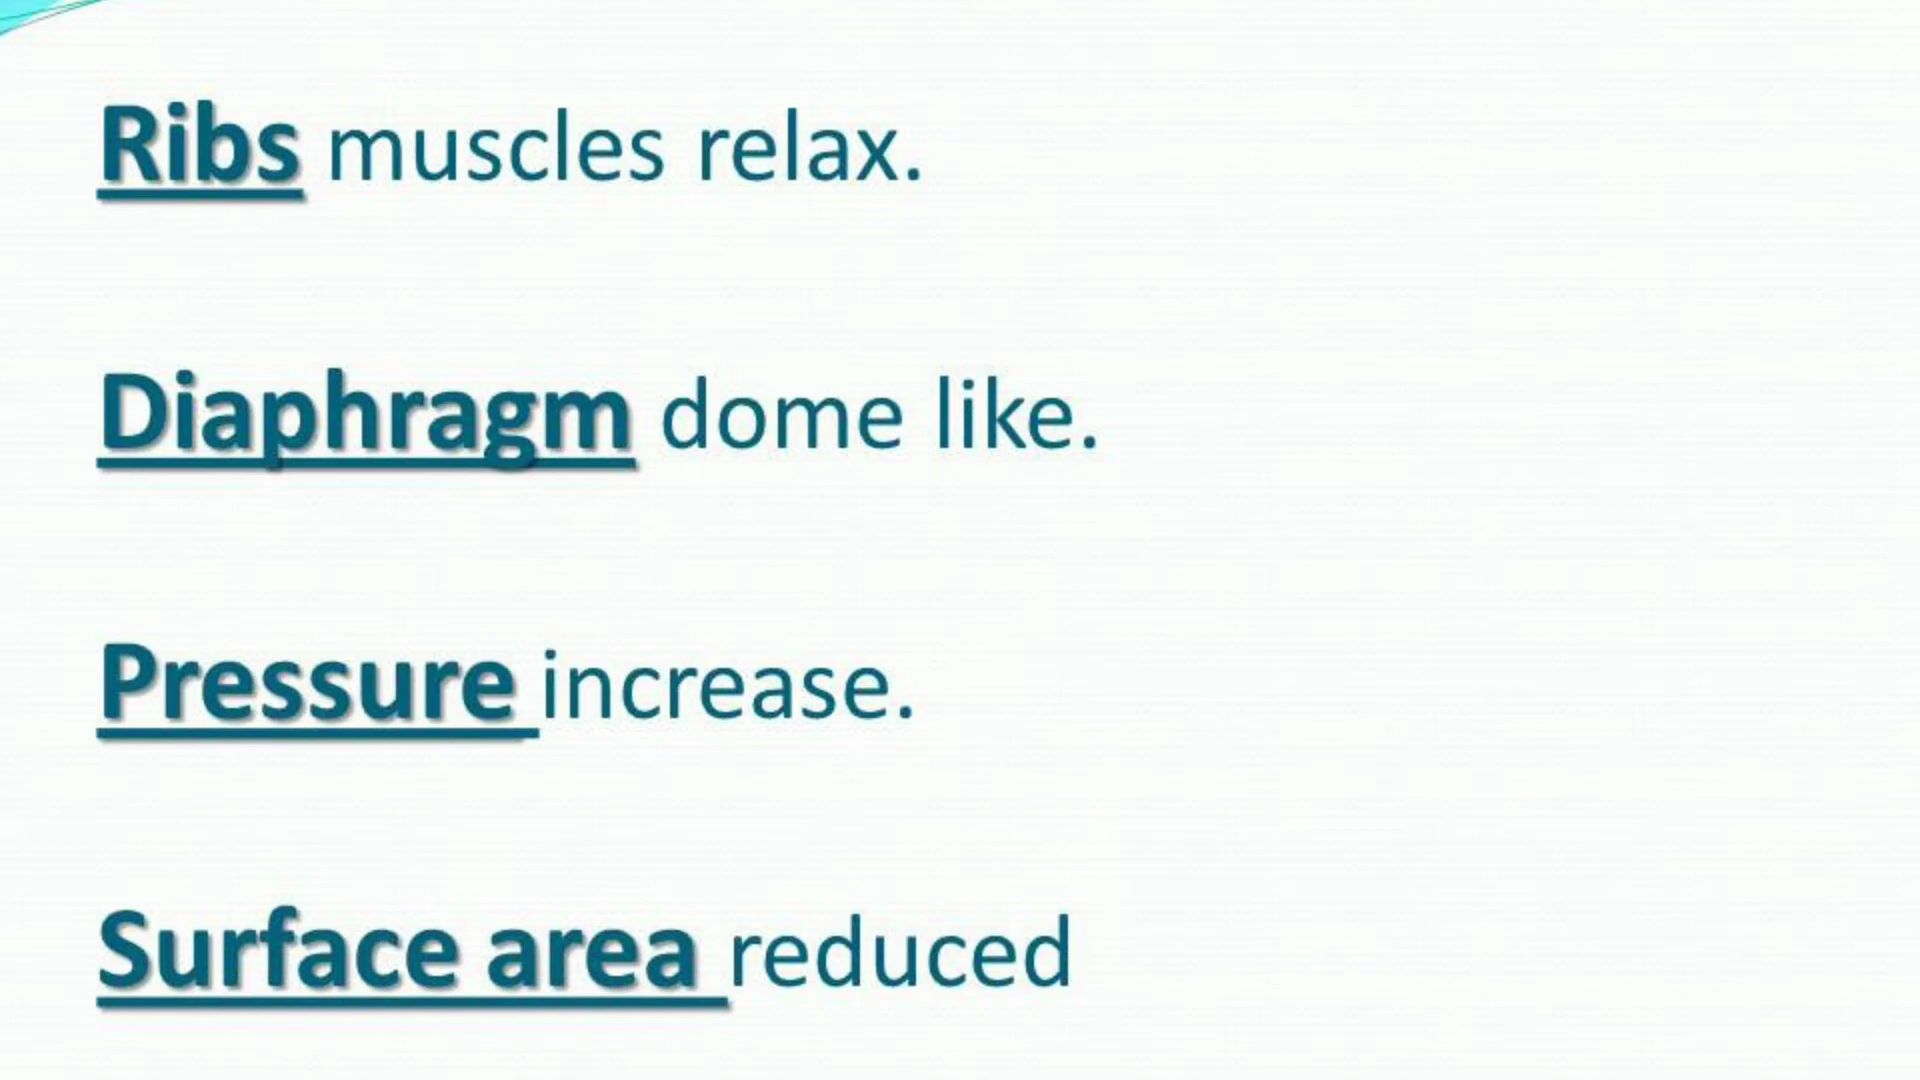 Ribs muscles relax.
Diaphragm dome like.
Pressure increase.
Surface area reduced